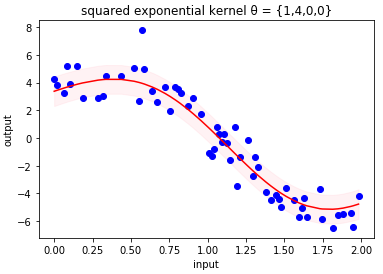 squared exponential kernel θ = {1,4,0,0}
8
6
4
2
0
−2
−4
−6
output
0.00 0.25 0.50 0.75 1.00 1.25 1.50 1.75 2.00
input